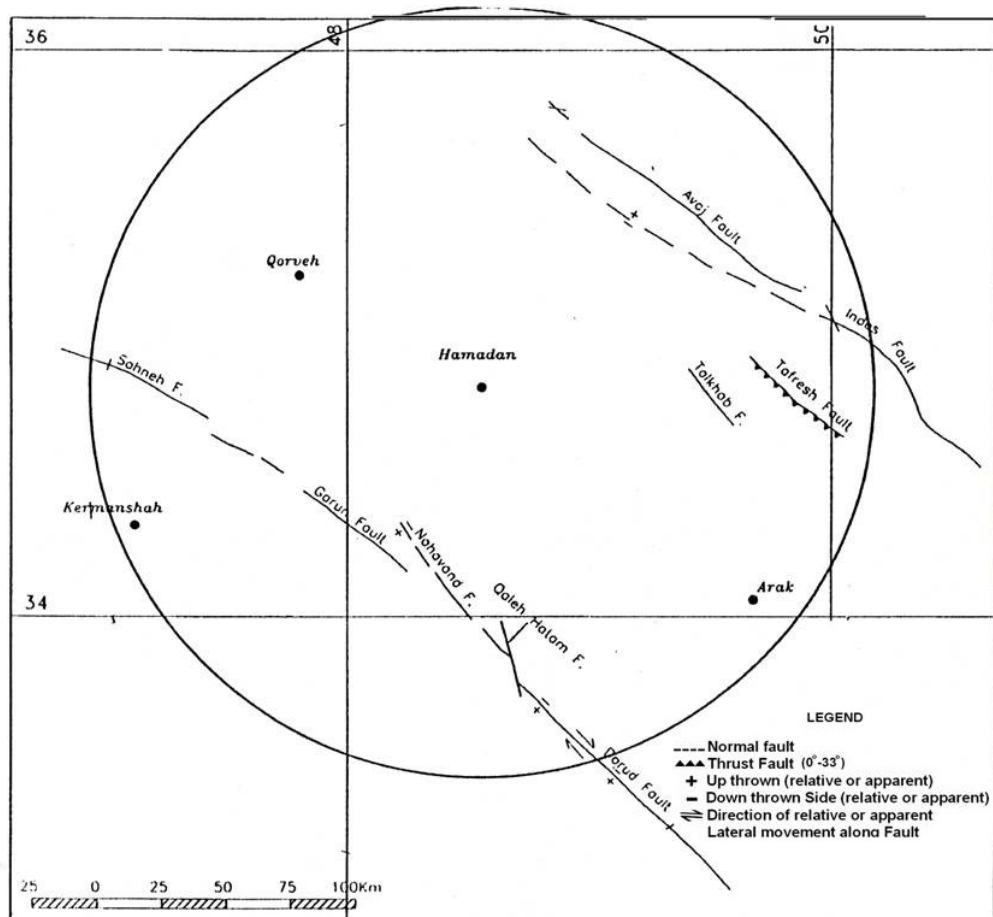 36
48
50
Avaj Fault
Qorveh
Indes Fault
Hamadan
Sahneh F.
Talkhab F.
Tafresh Fault
Kermanshah
Garun Fault
Nahavand F.
Qaleh Halam F.
Arak
34
Dorud Fault
LEGEND
Normal fault
Thrust Fault (0°-33°)
+ Up thrown (relative or apparent)
- Down thrown Side (relative or apparent)
Direction of relative or apparent
Lateral movement along Fault
25 0 25 50 75 100Km